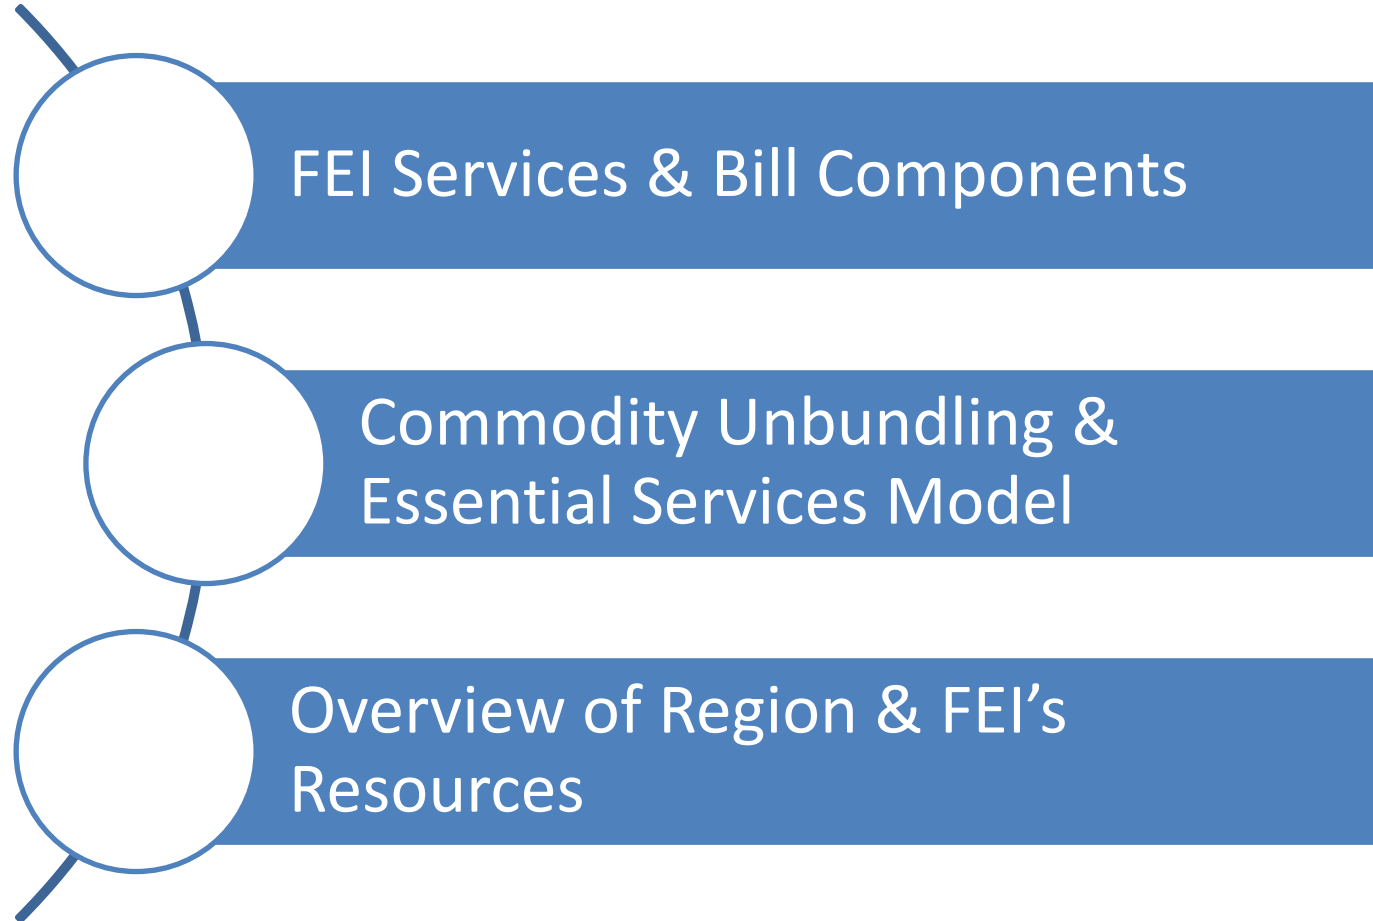 FEI Services & Bill Components
Commodity Unbundling &
Essential Services Model
Overview of Region & FEI’s
Resources